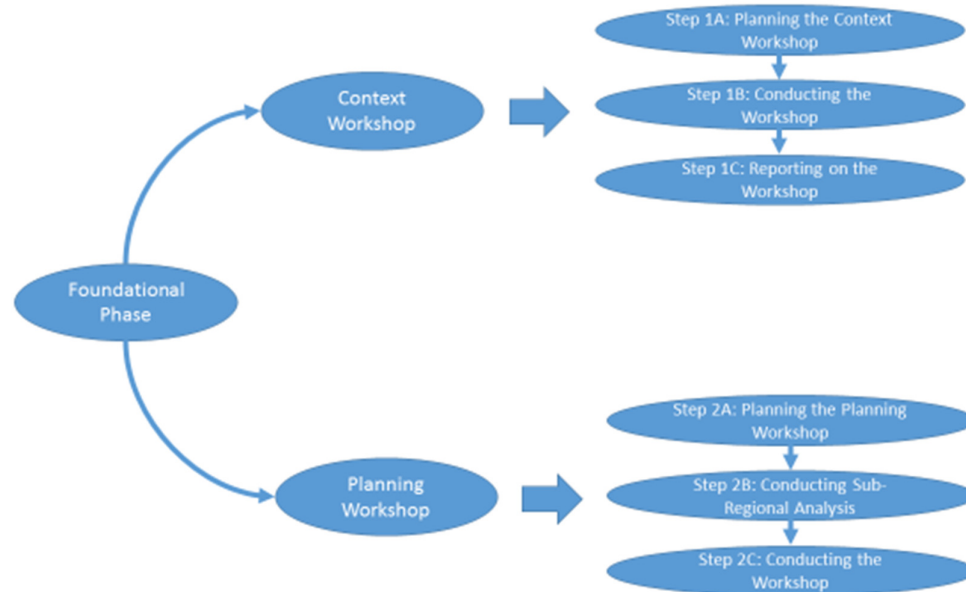 Step 1A: Planning the Context
Workshop
Context
Workshop
Step 1B: Conducting the
Workshop
Step 1C: Reporting on the
Workshop
Foundational
Phase
Step 2A: Planning the Planning
Workshop
Planning
Workshop
Step 2B: Conducting Sub-
Regional Analysis
Step 2C: Conducting the
Workshop